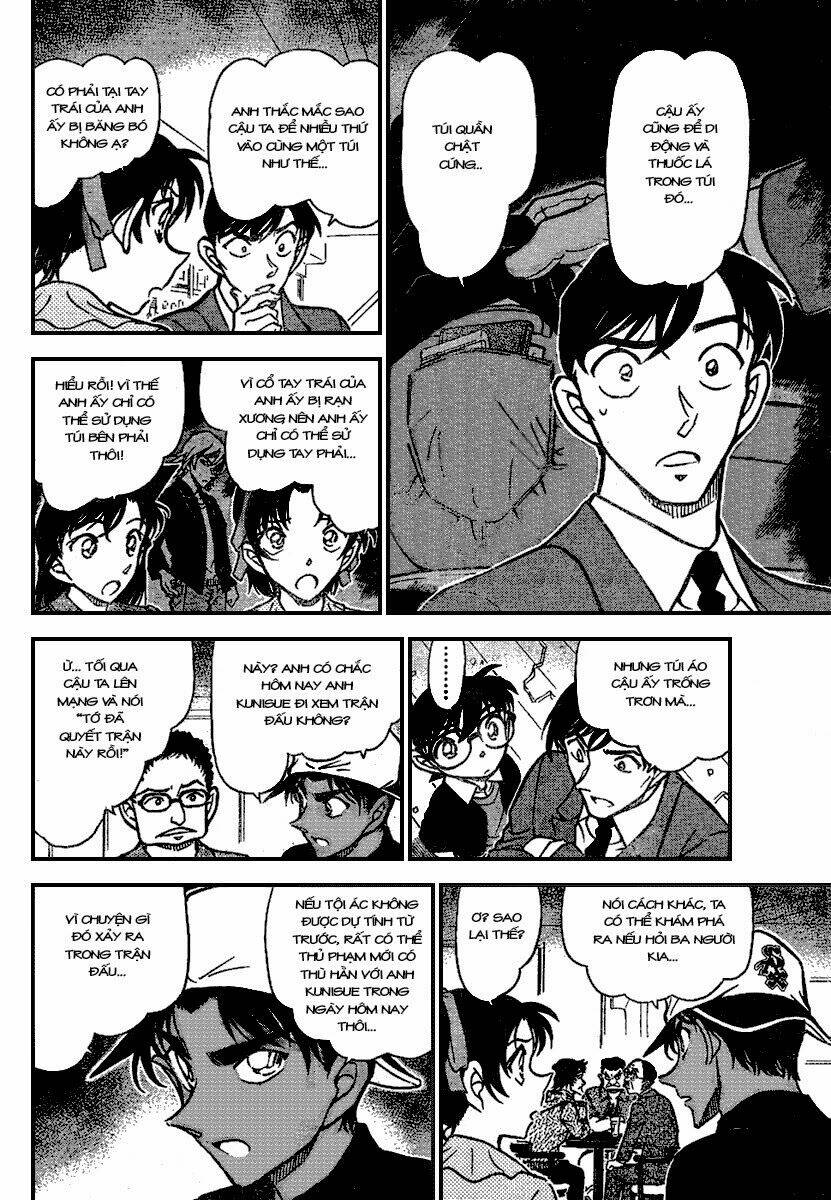 CẬU ẤY
CŨNG ĐỂ DI
ĐỘNG VÀ
THUỐC LÁ
TRONG TÚI
ĐÓ...
TÚI QUẦN
CHẬT
CỨNG..
ANH THẮC MẮC SAO
CẬU TA ĐỂ NHIỀU THỨ
VÀO CÙNG MỘT TÚI
NHƯ THẾ...
CÓ PHẢI TẠI TAY
TRÁI CỦA ANH
ẤY BỊ BĂNG BÓ
KHÔNG Ạ?
VÌ CỔ TAY TRÁI CỦA
ANH ẤY BỊ RẠN
XƯƠNG NÊN ANH ẤY
CHỈ CÓ THỂ SỬ
DỤNG TAY PHẢI...
HIỂU RỒI! VÌ THẾ
ANH ẤY CHỈ CÓ
THỂ SỬ DỤNG
TÚI BÊN PHẢI
THÔI!
NHƯNG TÚI ÁO
CẬU ẤY TRỐNG
TRƠN MÀ...
........
NÀY? ANH CÓ CHẮC
HÔM NAY ANH
KUNISUE ĐI XEM TRẬN
ĐẤU KHÔNG?
Ừ... TỐI QUA
CẬU TA LÊN
MẠNG VÀ NÓI
"TỚ ĐÃ
QUYẾT TRẬN
NÀY RỒI!"
NÓI CÁCH KHÁC, TA
CÓ THỂ KHÁM PHÁ
RA NẾU HỎI BA NGƯỜI
KIA...
Ơ? SAO
LẠI THẾ?
NẾU TỘI ÁC KHÔNG
ĐƯỢC DỰ TÍNH TỪ
TRƯỚC, RẤT CÓ THỂ
THỦ PHẠM MỚI CÓ
THÙ HẰN VỚI ANH
KUNISUE TRONG
NGÀY HÔM NAY
THÔI...
VÌ CHUYỆN GÌ
ĐÓ XẢY RA
TRONG TRẬN
ĐẤU...